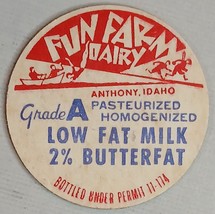 FUN FARM
DAIRY
ANTHONY, IDAHO
Grade A PASTEURIZED
HOMOGENIZED
LOW FAT MILK
2% BUTTERFAT
BOTTLED UNDER PERMIT 11-174